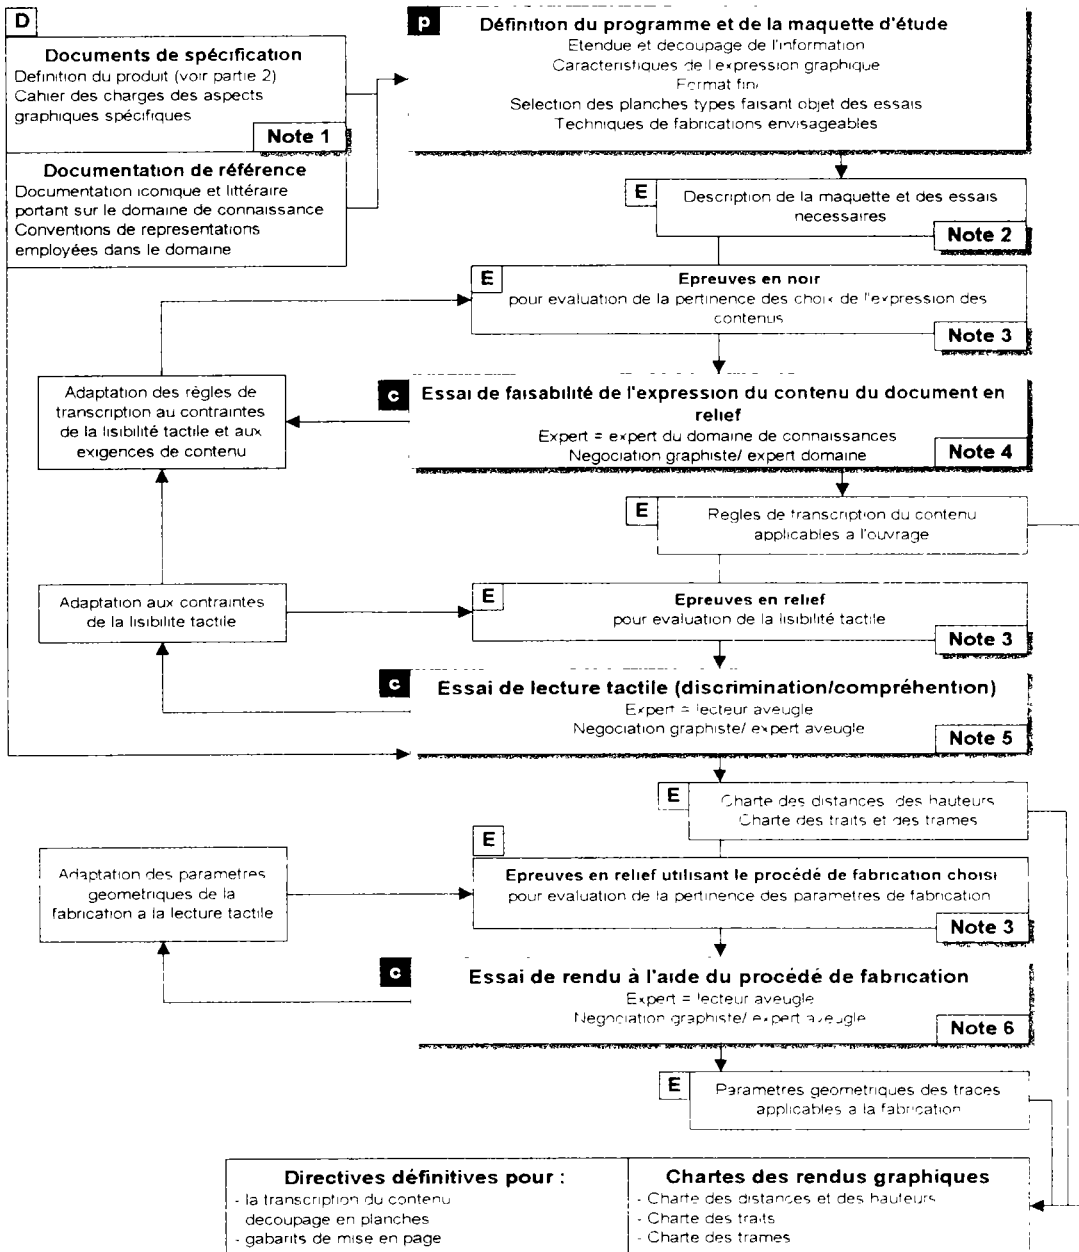 D
Documents de spécification
Definition du produit (voir partie 2)
Cahier des charges des aspects
graphiques spécifiques
Note 1
Documentation de référence
Documentation iconique et littéraire
portant sur le domaine de connaissance
Conventions de representations
employées dans le domaine
p
Définition du programme et de la maquette d'étude
Etendue et decoupage de l'information
Caracteristiques de l expression graphique
Format fini
Selection des planches types faisant objet des essais
Techniques de fabrications envisageables
E
Description de la maquette et des essais
necessaires
Note 2
E
Epreuves en noir
pour evaluation de la pertinence des choix de l'expression des
contenus
Note 3
Adaptation des règles de
transcription au contraintes
de la lisibilité tactile et aux
exigences de contenu
c
Essai de faisabilité de l'expression du contenu du document en
relief
Expert = expert du domaine de connaissances
Negociation graphiste/ expert domaine
Note 4
E
Regles de transcription du contenu
applicables a l'ouvrage
Adaptation aux contraintes
de la lisibilite tactile
E
Epreuves en relief
pour evaluation de la lisibilité tactile
Note 3
c
Essai de lecture tactile (discrimination/compréhention)
Expert = lecteur aveugle
Negociation graphiste/ expert aveugle
Note 5
E
Charte des distances des hauteurs
Charte des traits et des trames
Adaptation des parametres
geometriques de la
fabrication a la lecture tactile
E
Epreuves en relief utilisant le procédé de fabrication choisi
pour evaluation de la pertinence des parametres de fabrication
Note 3
c
Essai de rendu à l'aide du procédé de fabrication
Expert = lecteur aveugle
Negociation graphiste/ expert aveugle
Note 6
E
Parametres geometriques des traces
applicables a la fabrication
Directives définitives pour :
- la transcription du contenu
decoupage en planches
- gabarits de mise en page
Chartes des rendus graphiques
- Charte des distances et des hauteurs
- Charte des traits
- Charte des trames